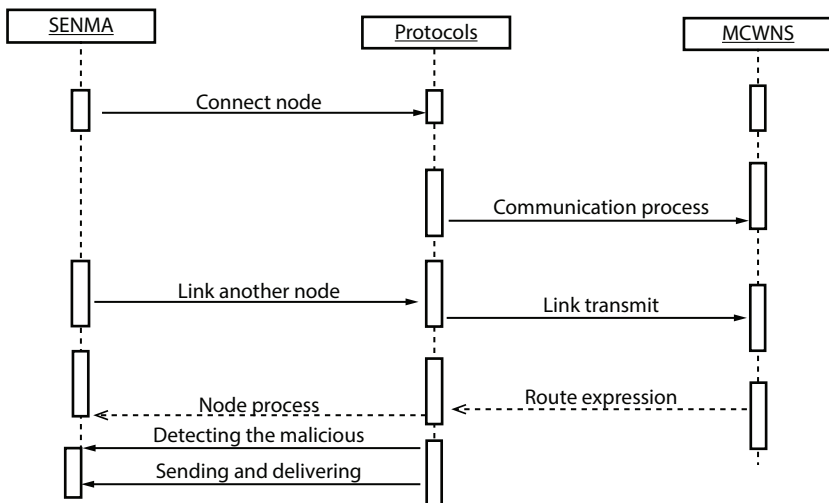 SENMA
Protocols
MCWNS
Connect node
Communication process
Link another node
Link transmit
Route expression
Node process
Detecting the malicious
Sending and delivering